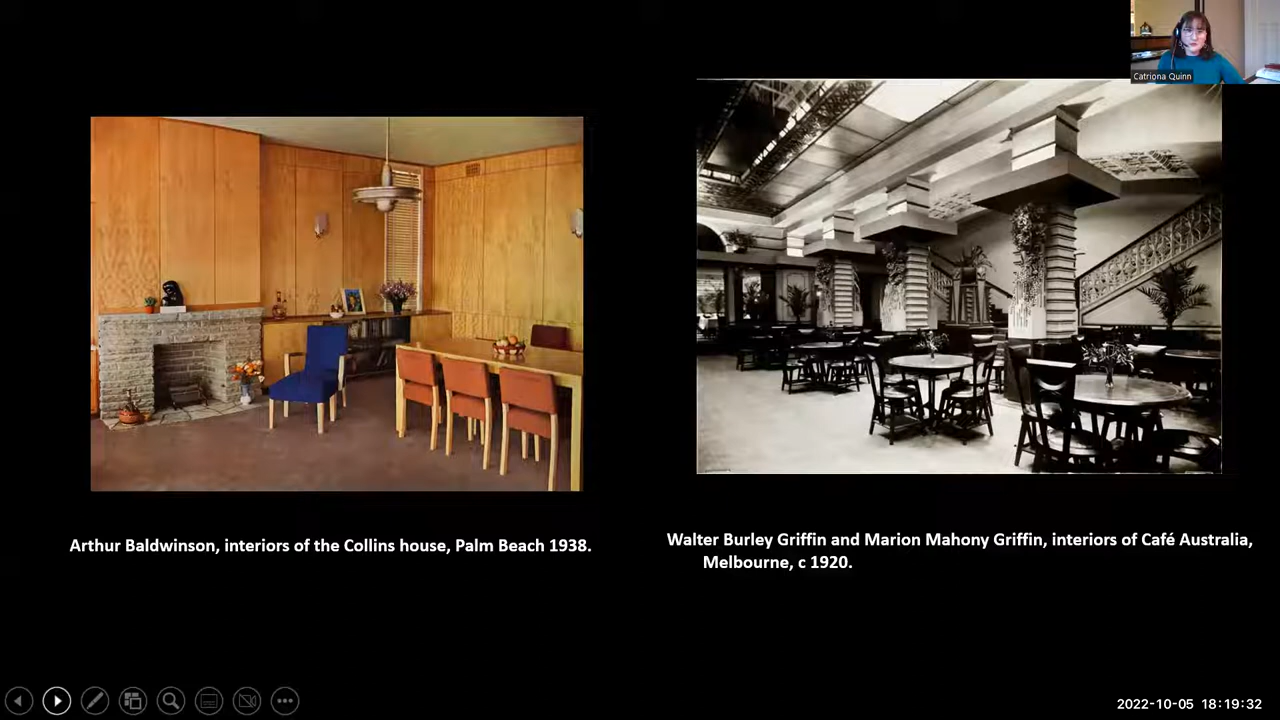 Catriona Quinn
Arthur Baldwinson, interiors of the Collins house, Palm Beach 1938.
Walter Burley Griffin and Marion Mahony Griffin, interiors of Café Australia,
Melbourne, c 1920.
2022-10-05 18:19:32